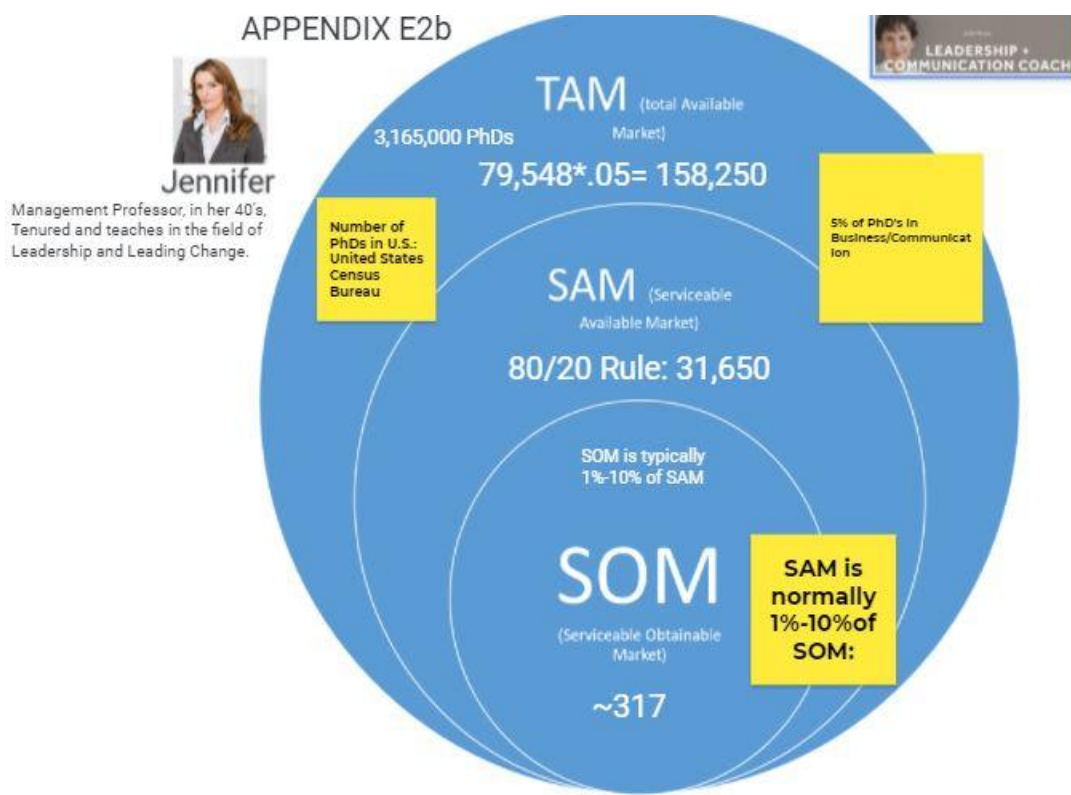 APPENDIX E2b
LEADERSHIP +
COMMUNICATION COACH
Jennifer
Management Professor, in her 40's,
Tenured and teaches in the field of
Leadership and Leading Change.
TAM (total Available
Market)
3,165,000 PhDs
79,548*.05= 158,250
Number of
PhDs in U.S.:
United States
Census
Bureau
5% of PhD's in
Business/Communicat
ion
SAM (Serviceable
Available Market)
80/20 Rule: 31,650
SOM is typically
1%-10% of SAM
SOM
(Serviceable Obtainable
Market)
~317
SAM is
normally
1%-10%of
SOM: